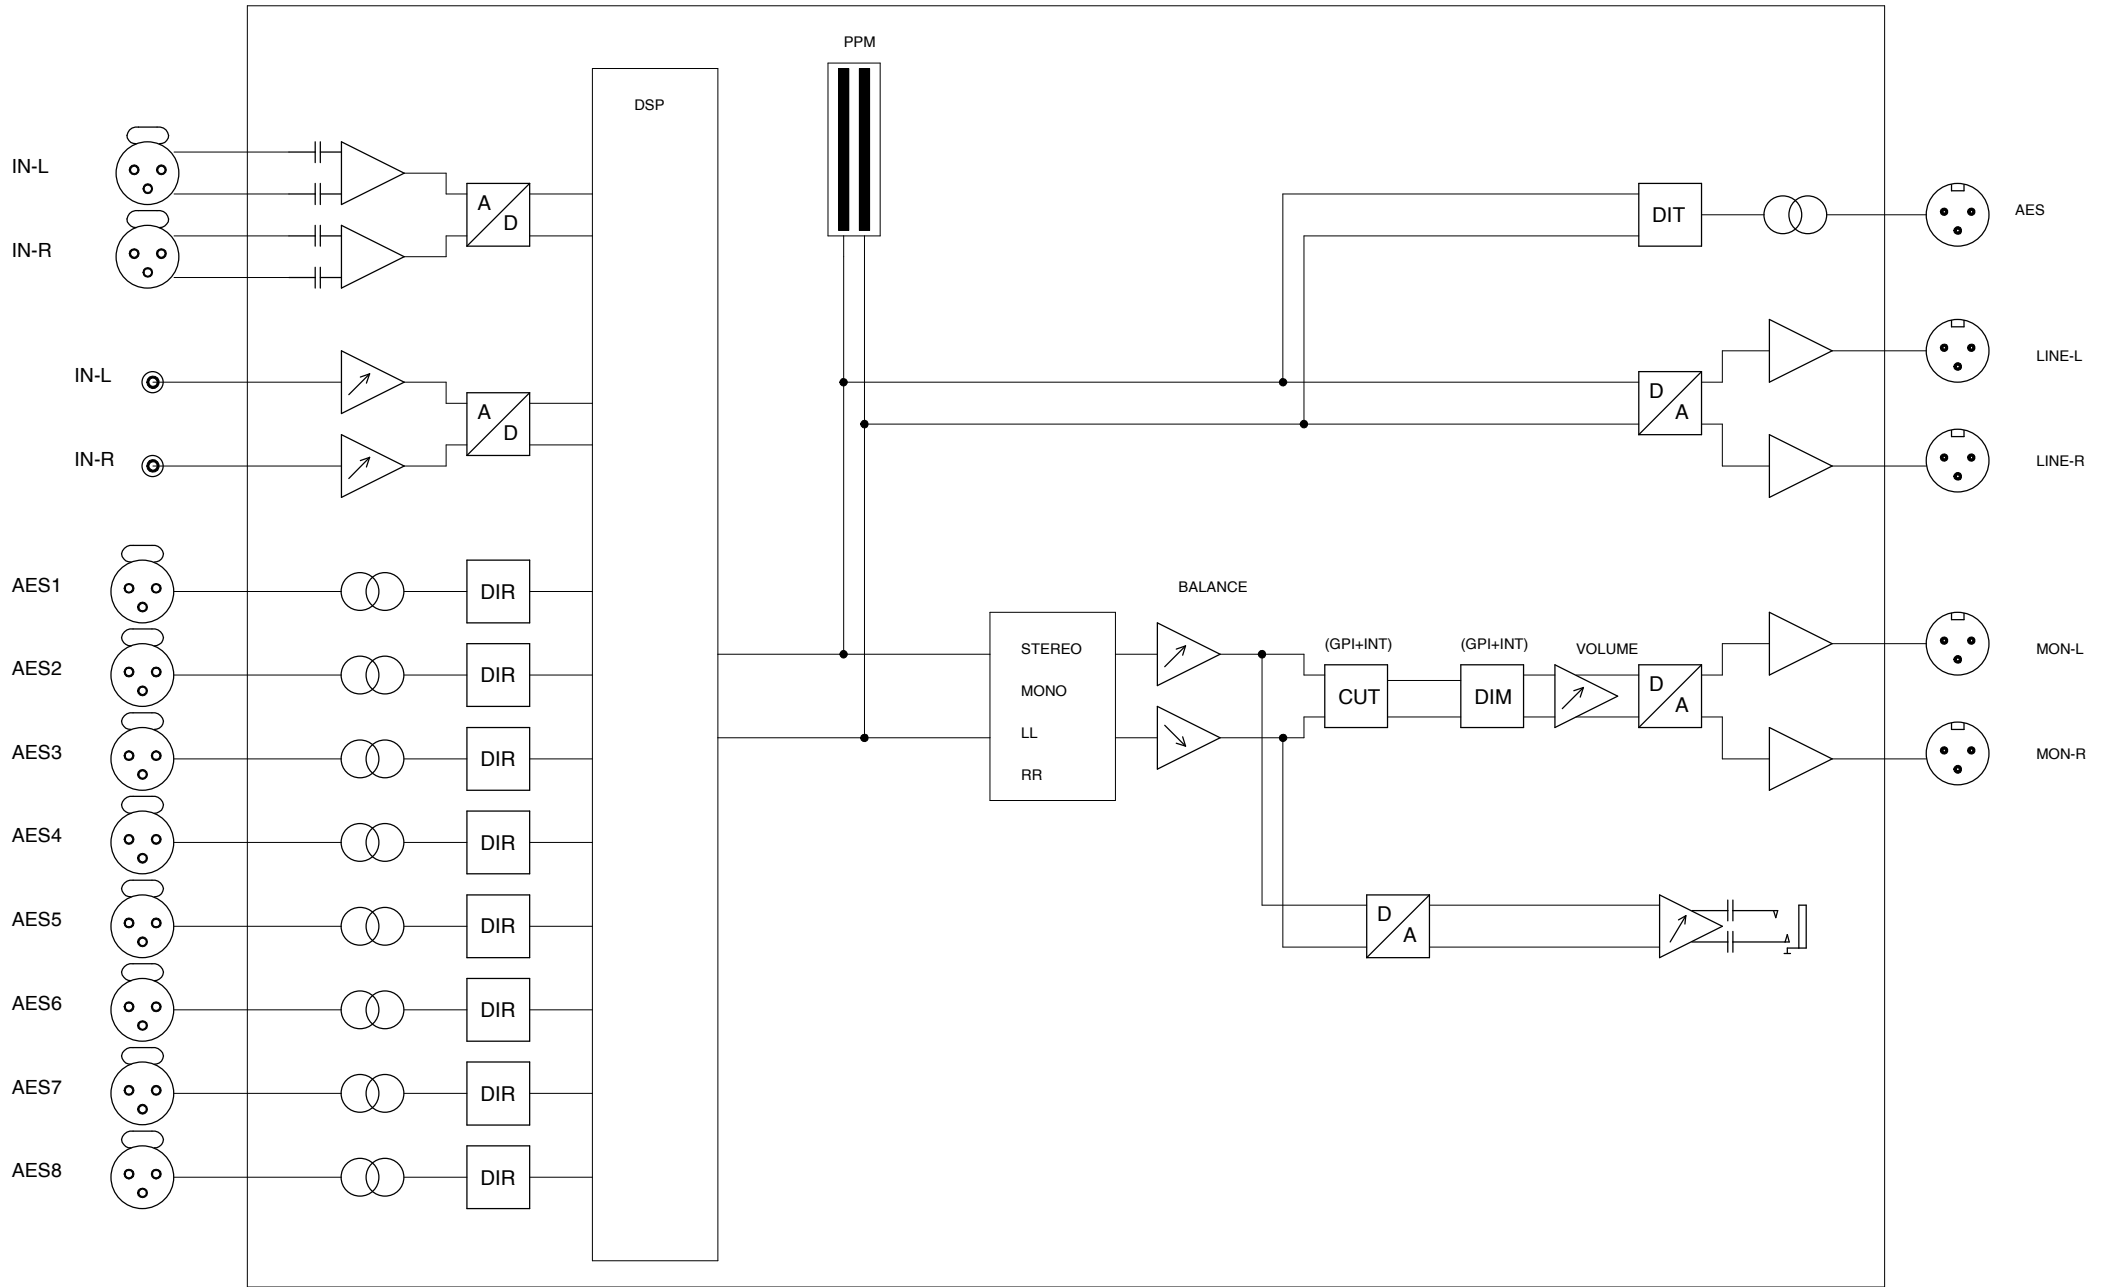 PPM
DSP
IN-L
A
D
IN-R
DIT
AES
IN-L
A
D
IN-R
D
A
LINE-L
LINE-R
AES1
DIR
AES2
DIR
AES3
DIR
AES4
DIR
AES5
DIR
AES6
DIR
AES7
DIR
AES8
DIR
STEREO
MONO
LL
RR
BALANCE
(GPI+INT)
CUT
(GPI+INT)
DIM
VOLUME
D
A
MON-L
MON-R
D
A